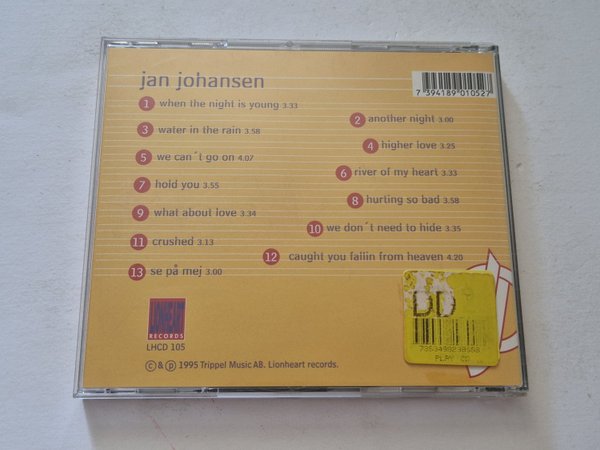 jan johansen
7 394189 010527
1 when the night is young 3.33
2 another night 3.00
3 water in the rain 3.58
4 higher love 3.25
5 we can´t go on 4.07
6 river of my heart 3.33
7 hold you 3.55
8 hurting so bad 3.58
9 what about love 3.34
10 we don´t need to hide 3.35
11 crushed 3.13
12 caught you fallin from heaven 4.20
13 se på mej 3.00
LIONHEART
RECORDS
LHCD 105
© & ℗ 1995 Trippel Music AB. Lionheart records.
DD
PLAY CD